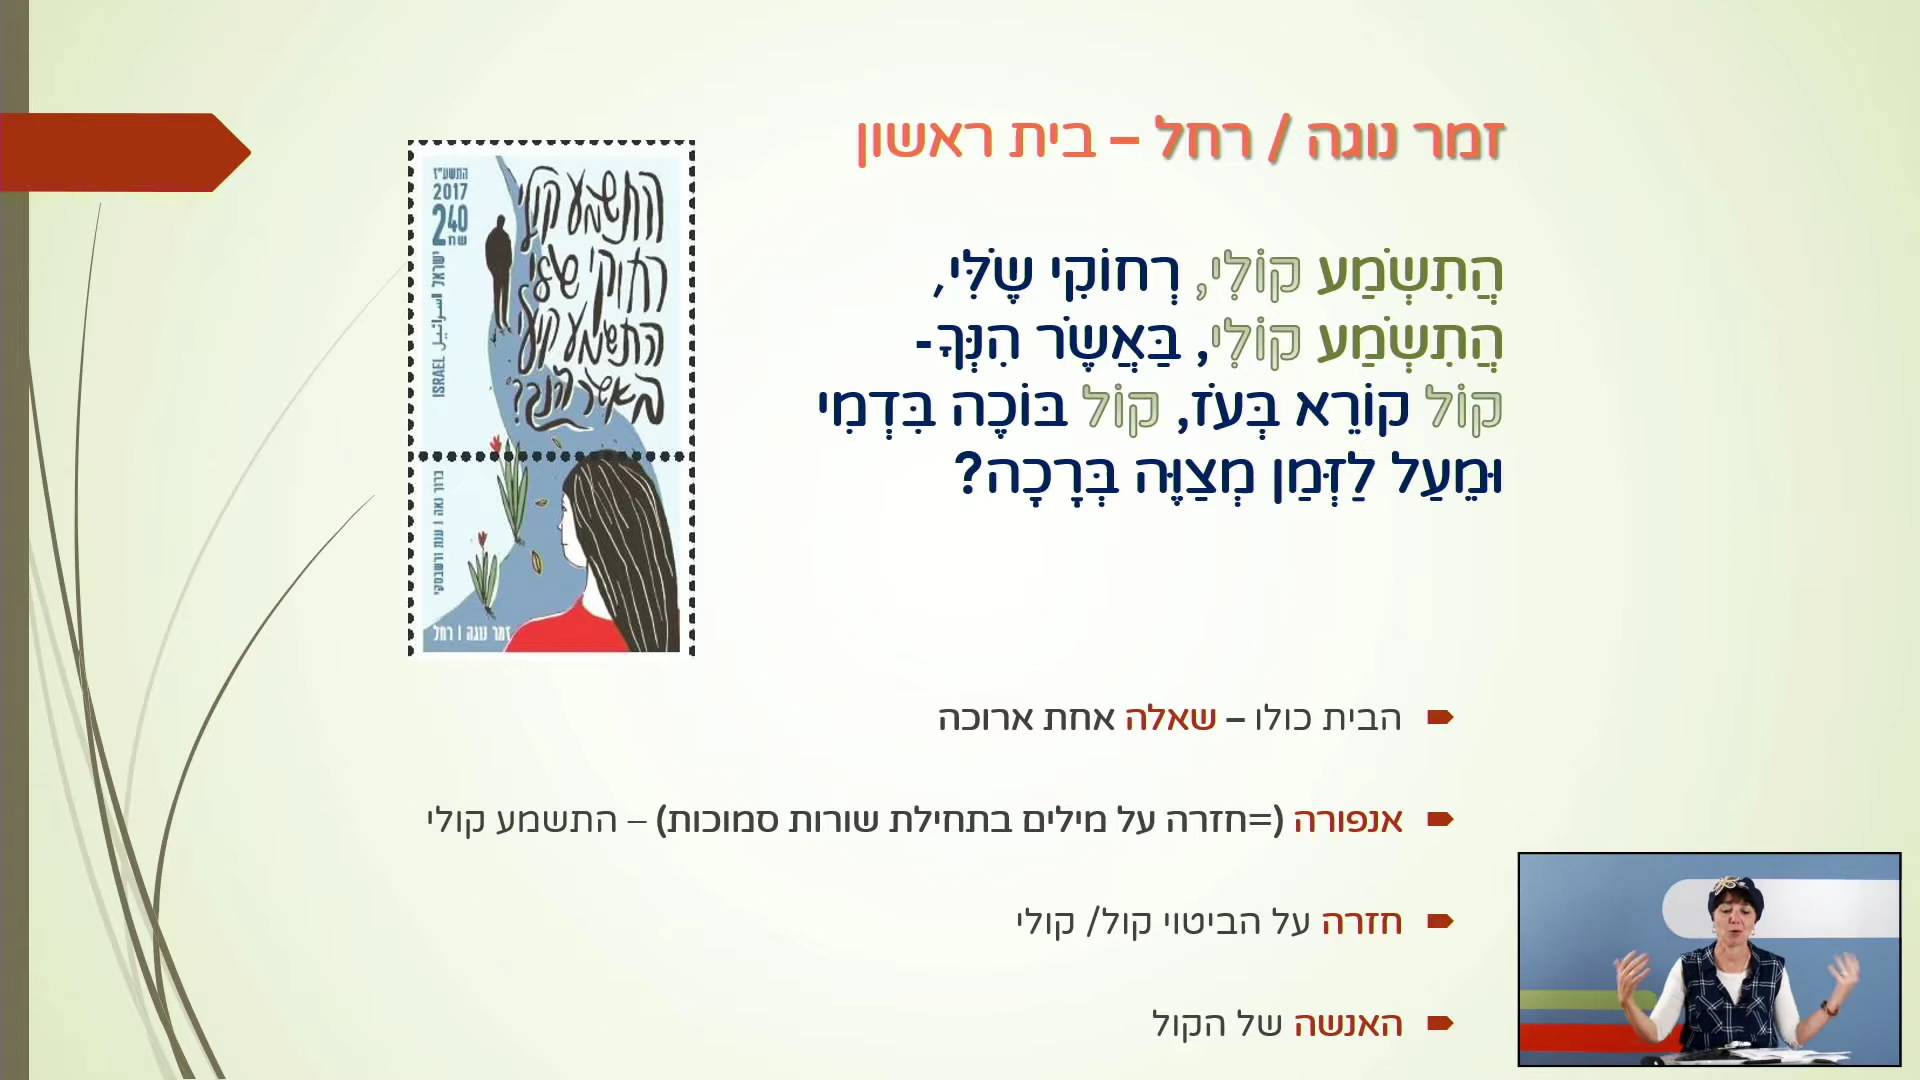 זמר נוגה / רחל – בית ראשון
הֲתִשְׁמַע קוֹלִי, רְחוֹקִי שֶׁלִּי,
הֲתִשְׁמַע קוֹלִי, בַּאֲשֶׁר הִנְּךָ-
קוֹל קוֹרֵא בְּעֹז, קוֹל בּוֹכֶה בִּדְמִי
וּמֵעַל לַזְּמַן מְצַוֶּה בְּרָכָה?
התשע"ז
2017
2.40
שח
ישראל اسرائيل ISRAEL
התשמע קולי
רחוקי שלי
התשמע קולי
באשר הנך?
זמר נוגה | רחל
הבית כולו – שאלה אחת ארוכה
אנפורה (=חזרה על מילים בתחילת שורות סמוכות) – התשמע קולי
חזרה על הביטוי קול/ קולי
האנשה של הקול